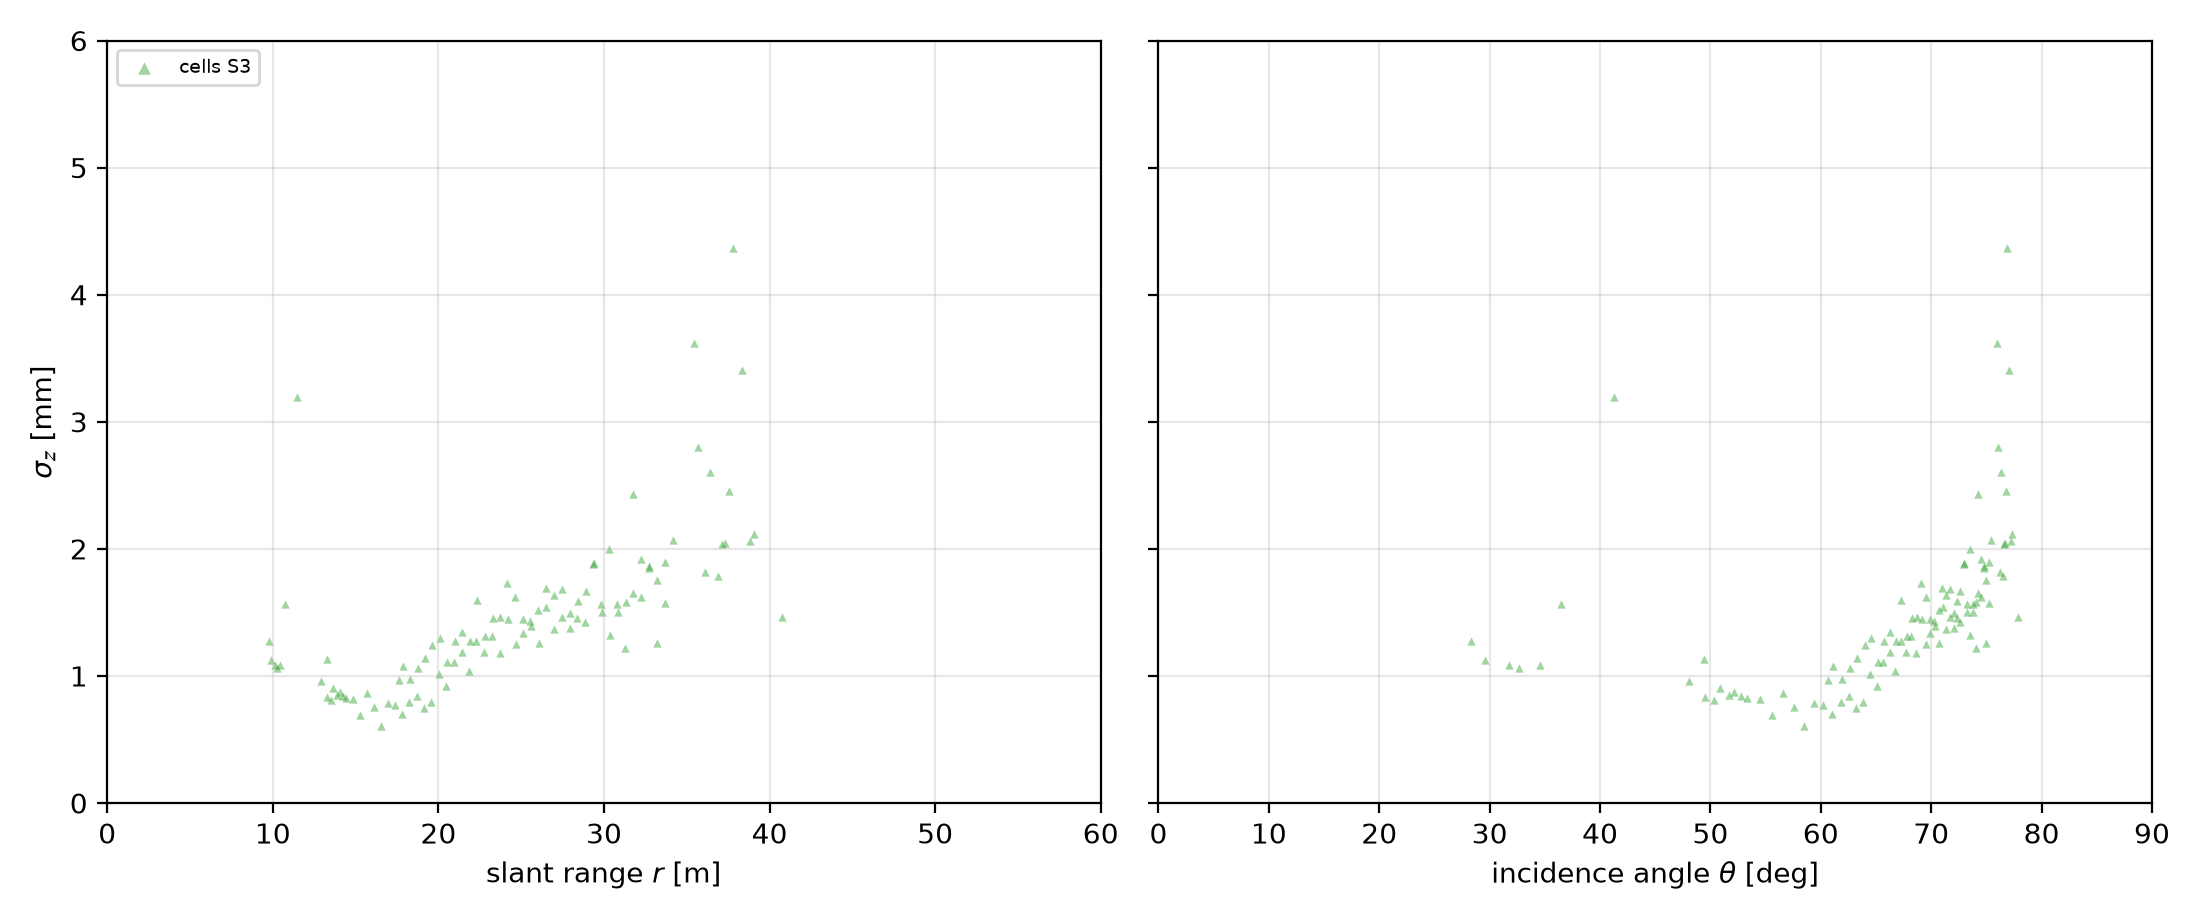 cells S3
6
5
4
3
2
1
0
σz [mm]
0 10 20 30 40 50 60
slant range r [m]
0 10 20 30 40 50 60 70 80 90
incidence angle θ [deg]